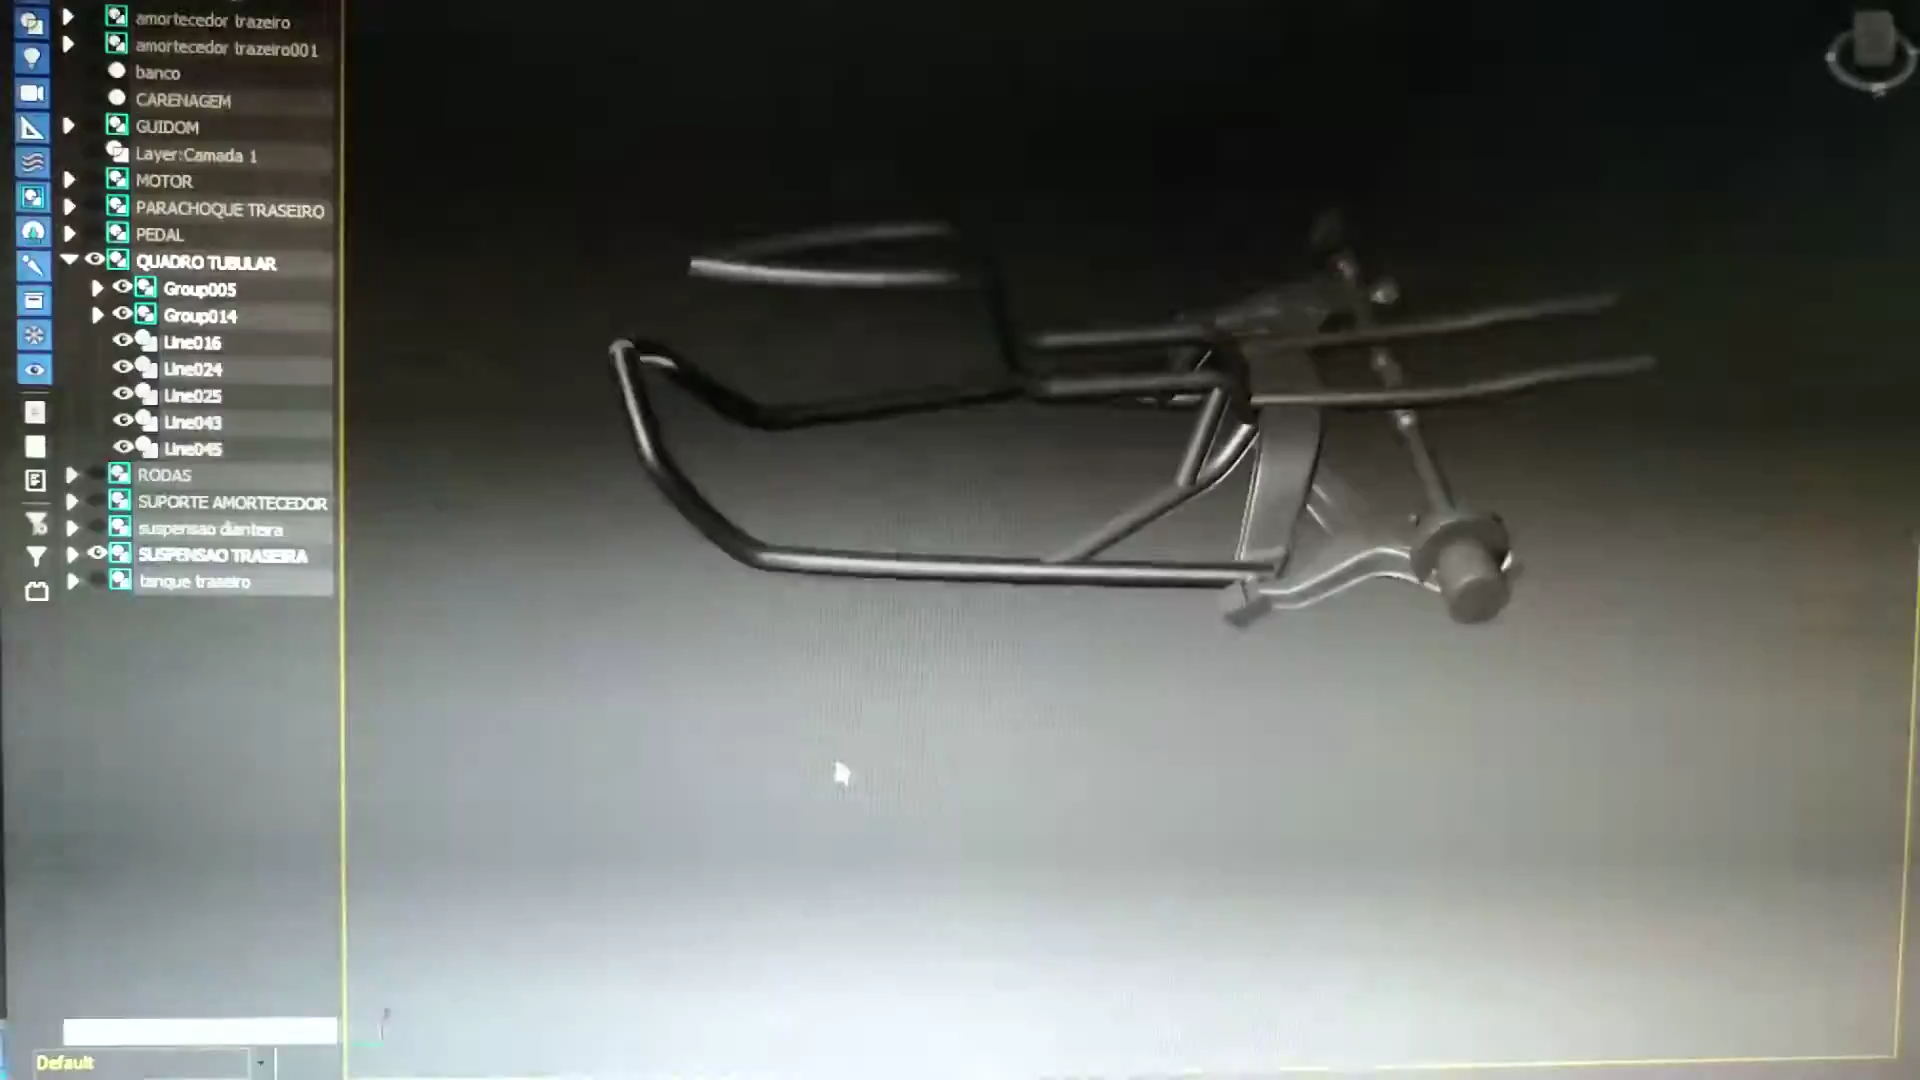 amortecedor trazeiro
amortecedor trazeiro001
banco
CARENAGEM
GUIDOM
Layer:Camada 1
MOTOR
PARACHOQUE TRASEIRO
PEDAL
QUADRO TUBULAR
Group005
Group014
Line016
Line024
Line025
Line043
Line045
RODAS
SUPORTE AMORTECEDOR
suspensao dianteira
SUSPENSAO TRASEIRA
tanque traseiro
Default